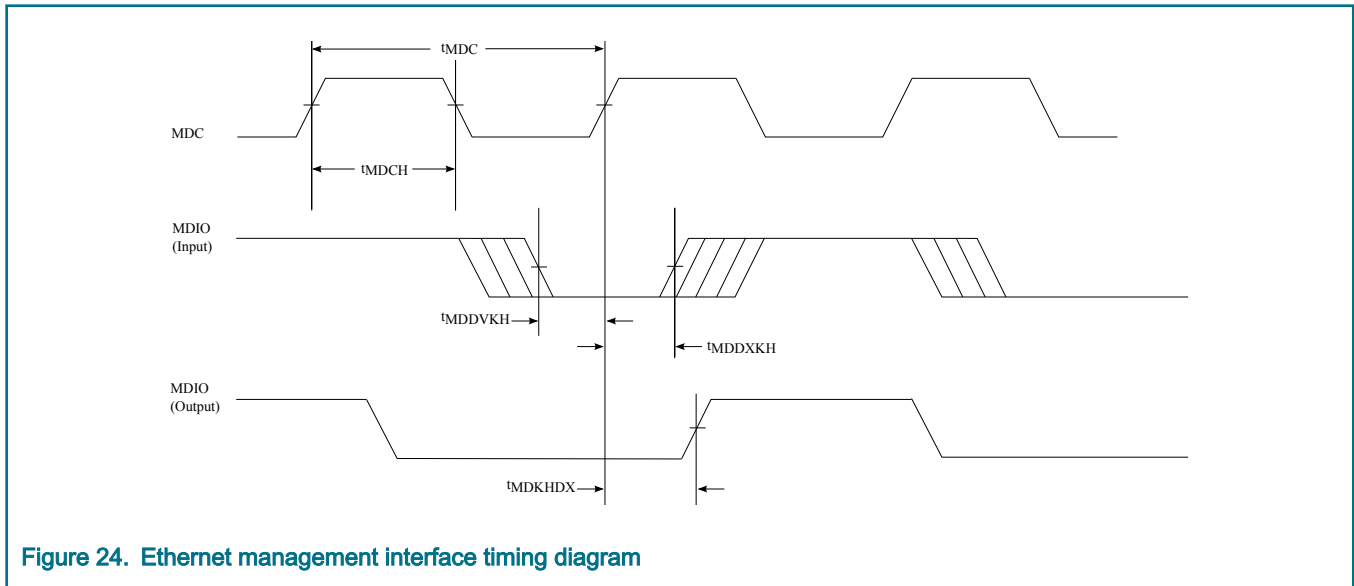 tMDC
MDC
tMDCH
MDIO
(Input)
tMDDVKH
tMDDXKH
MDIO
(Output)
tMDKHDX
Figure 24. Ethernet management interface timing diagram